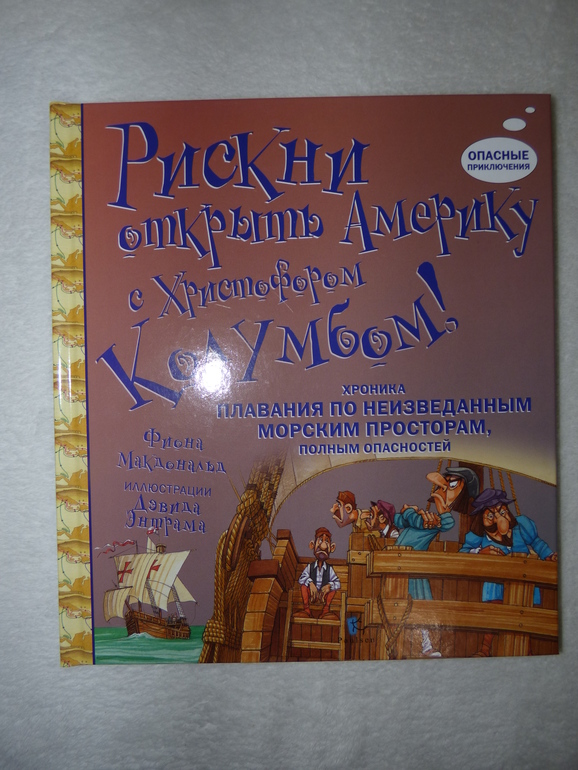 ОПАСНЫЕ
ПРИКЛЮЧЕНИЯ
Рискни
открыть Америку
с Христофором
Колумбом!
ХРОНИКА
ПЛАВАНИЯ ПО НЕИЗВЕДАННЫМ
МОРСКИМ ПРОСТОРАМ,
ПОЛНЫМ ОПАСНОСТЕЙ
Фиона
Макдональд
ИЛЛЮСТРАЦИИ
Дэвида
Энтрама